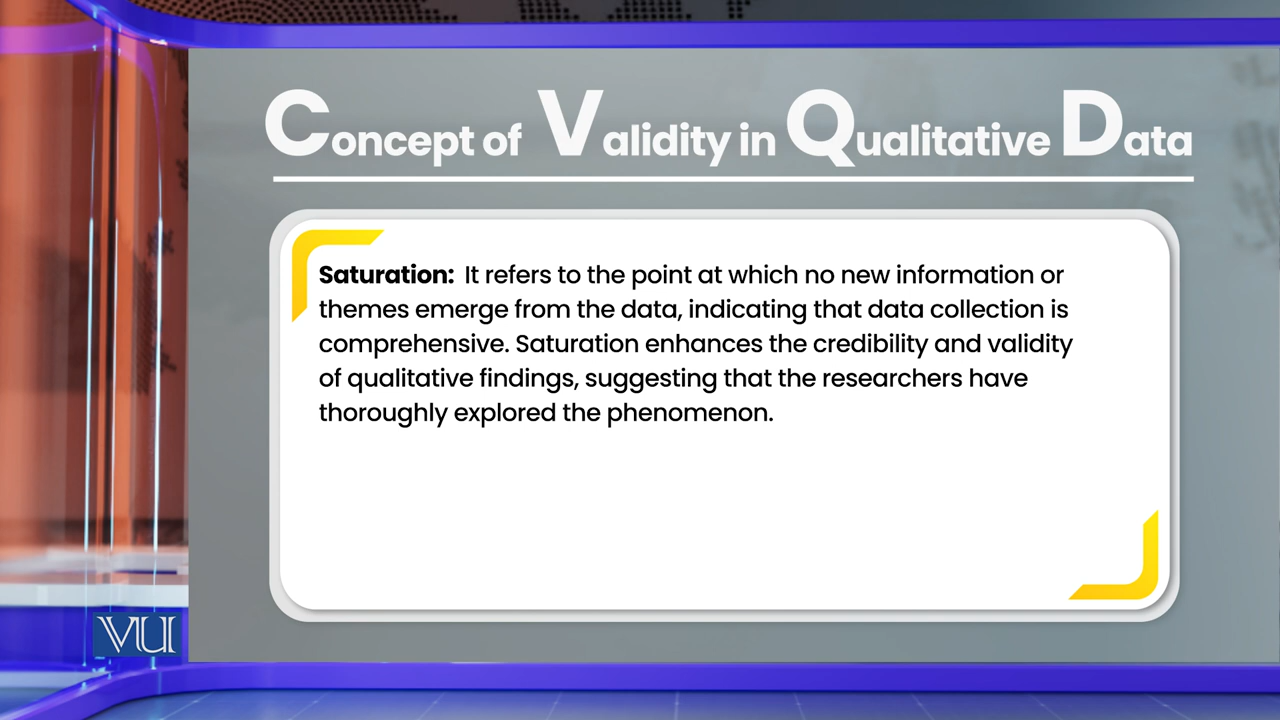 Concept of Validity in Qualitative Data
Saturation: It refers to the point at which no new information or
themes emerge from the data, indicating that data collection is
comprehensive. Saturation enhances the credibility and validity
of qualitative findings, suggesting that the researchers have
thoroughly explored the phenomenon.
VU